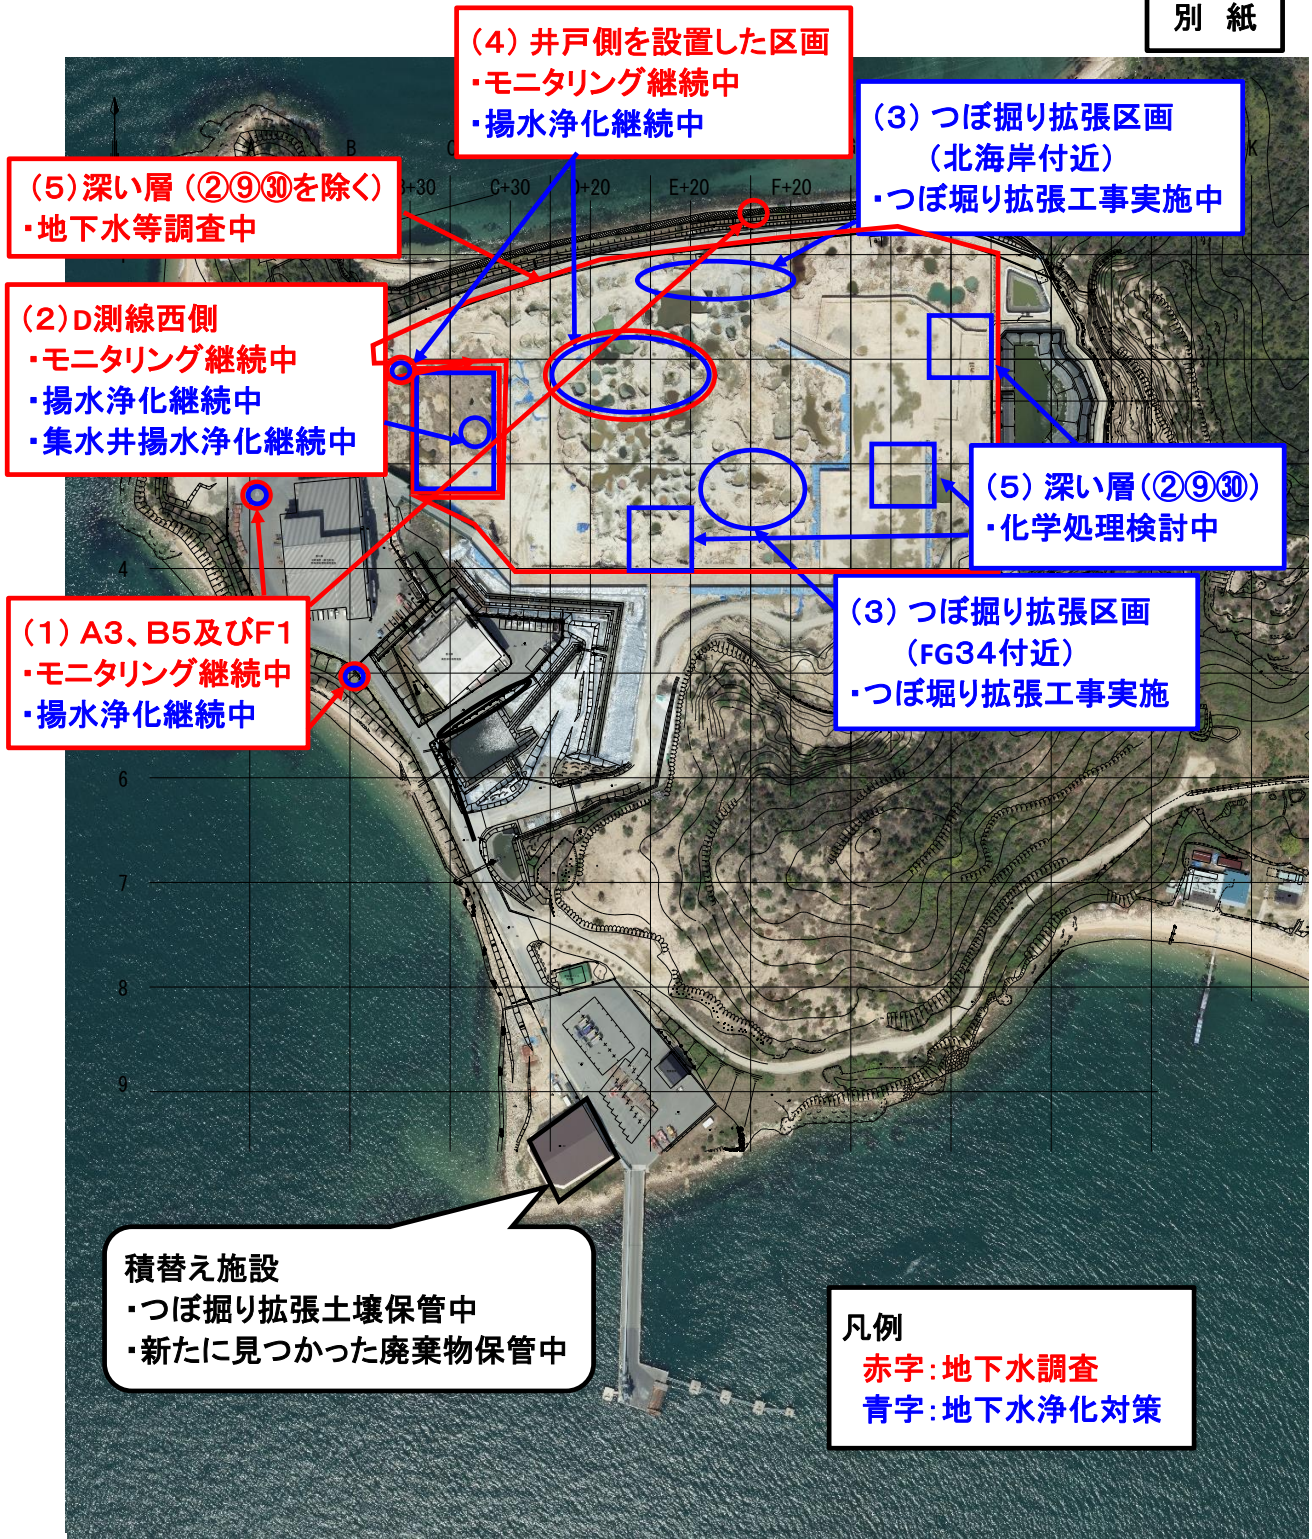 別 紙
(4) 井戸側を設置した区画
・モニタリング継続中
・揚水浄化継続中
(3) つぼ掘り拡張区画
(北海岸付近)
・つぼ堀り拡張工事実施中
B
C
K
(5)深い層 (②⑨㉚を除く)
・地下水等調査中
B+30
C+30
D+20
E+20
F+20
(2)D測線西側
・モニタリング継続中
・揚水浄化継続中
・集水井揚水浄化継続中
(5) 深い層(②⑨㉚)
・化学処理検討中
4
(1) A3、B5及びF1
・モニタリング継続中
・揚水浄化継続中
(3) つぼ掘り拡張区画
(FG34付近)
・つぼ堀り拡張工事実施
6
7
8
9
積替え施設
・つぼ掘り拡張土壌保管中
・新たに見つかった廃棄物保管中
凡例
赤字:地下水調査
青字:地下水浄化対策